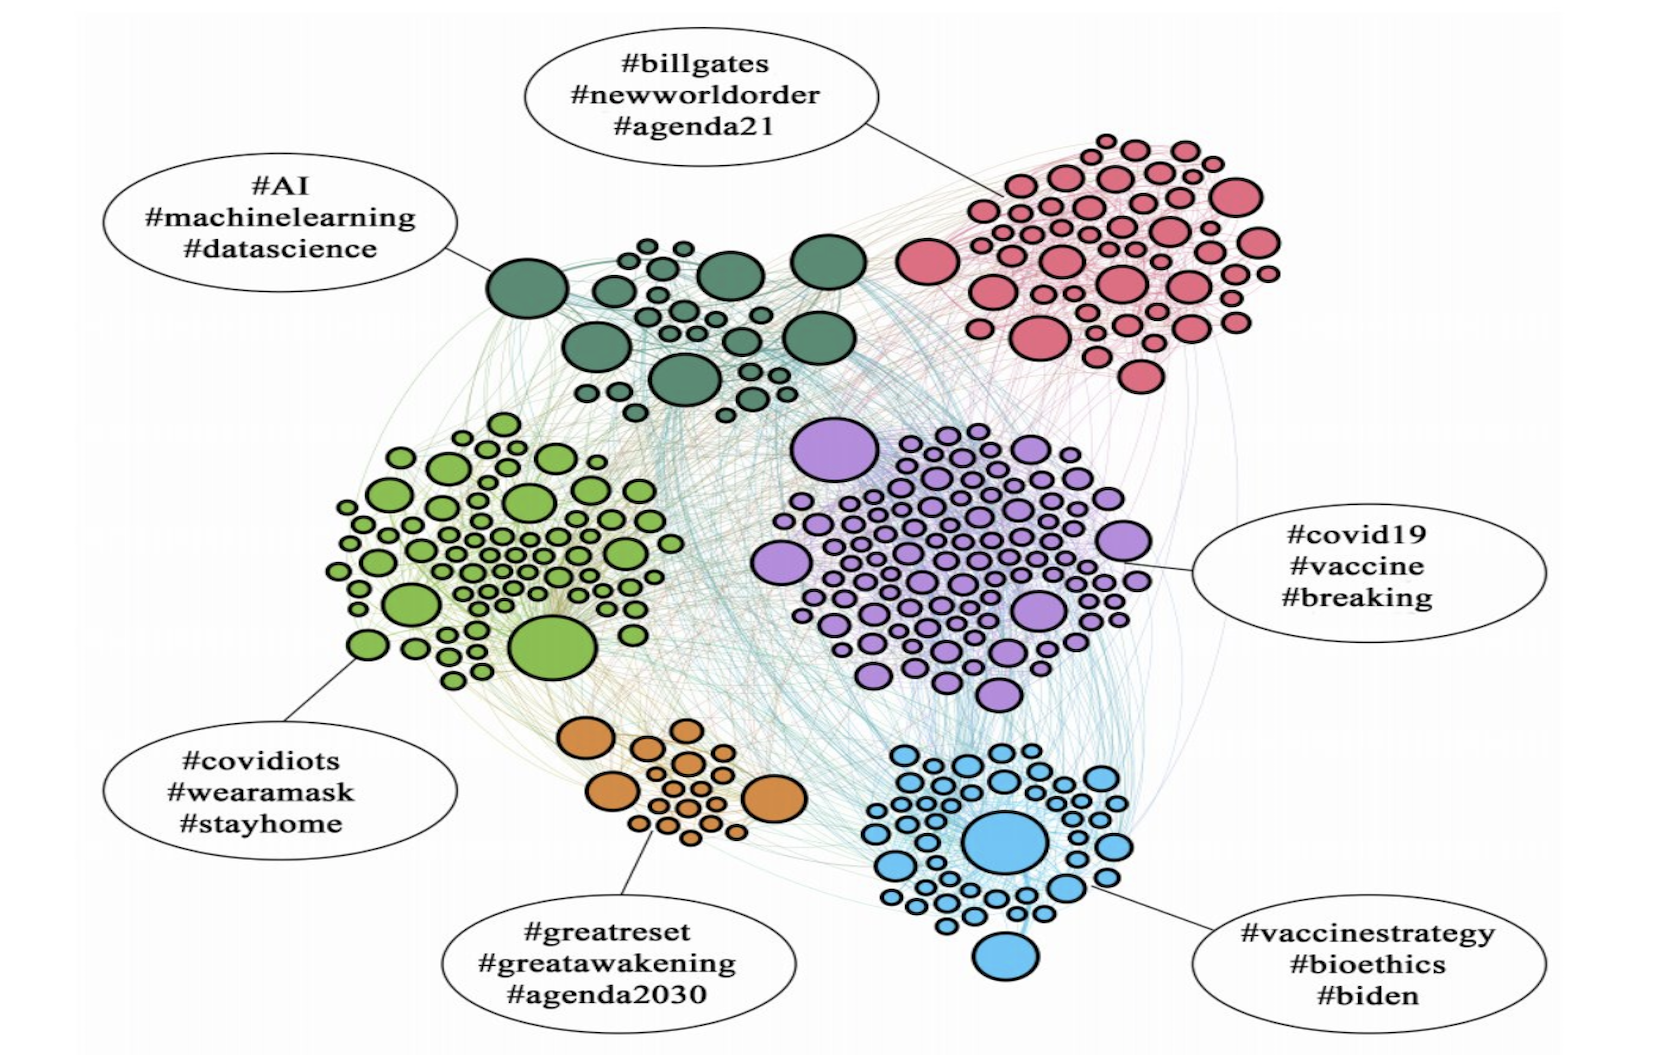 #billgates
#newworldorder
#agenda21
#AI
#machinelearning
#datascience
#covid19
#vaccine
#breaking
#covidiots
#wearamask
#stayhome
#greatreset
#greatawakening
#agenda2030
#vaccinestrategy
#bioethics
#biden